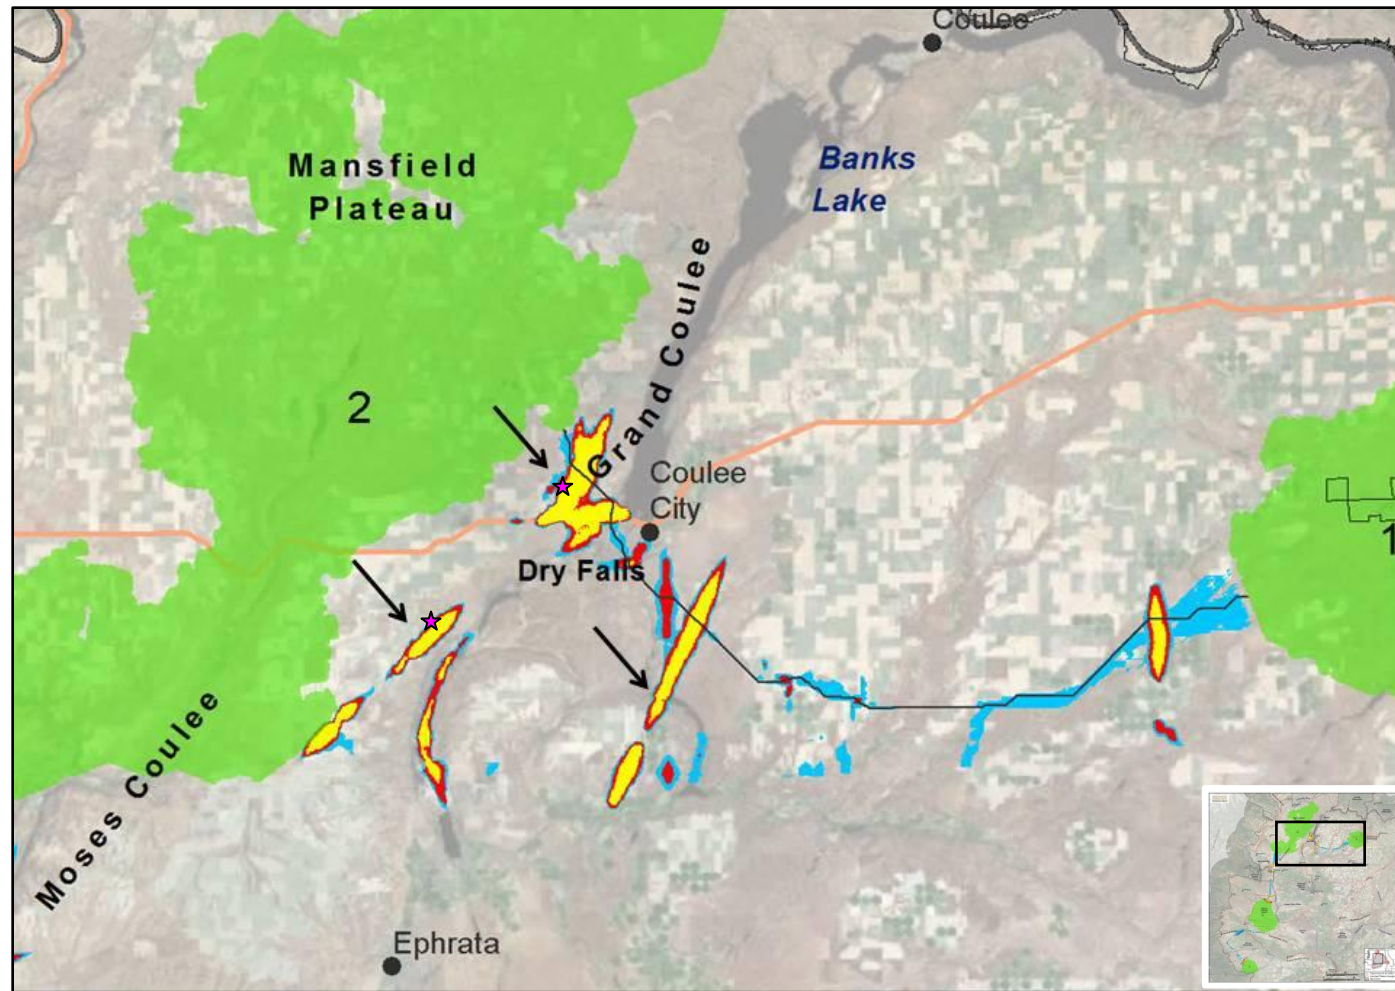 Coulee
Mansfield
Plateau
Banks
Lake
Grand Coulee
2
Coulee
City
1
Dry Falls
Moses Coulee
Ephrata